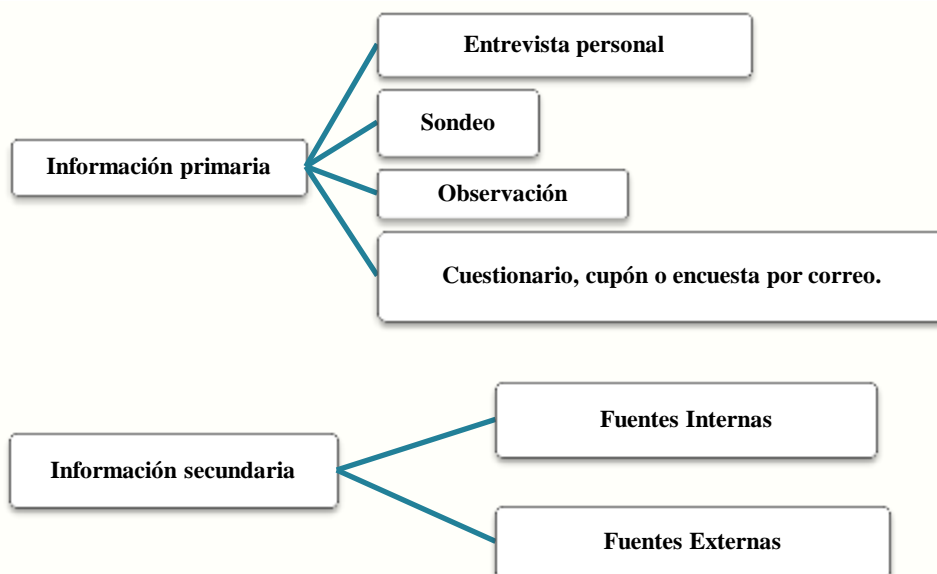 Información primaria
Entrevista personal
Sondeo
Observación
Cuestionario, cupón o encuesta por correo.
Información secundaria
Fuentes Internas
Fuentes Externas